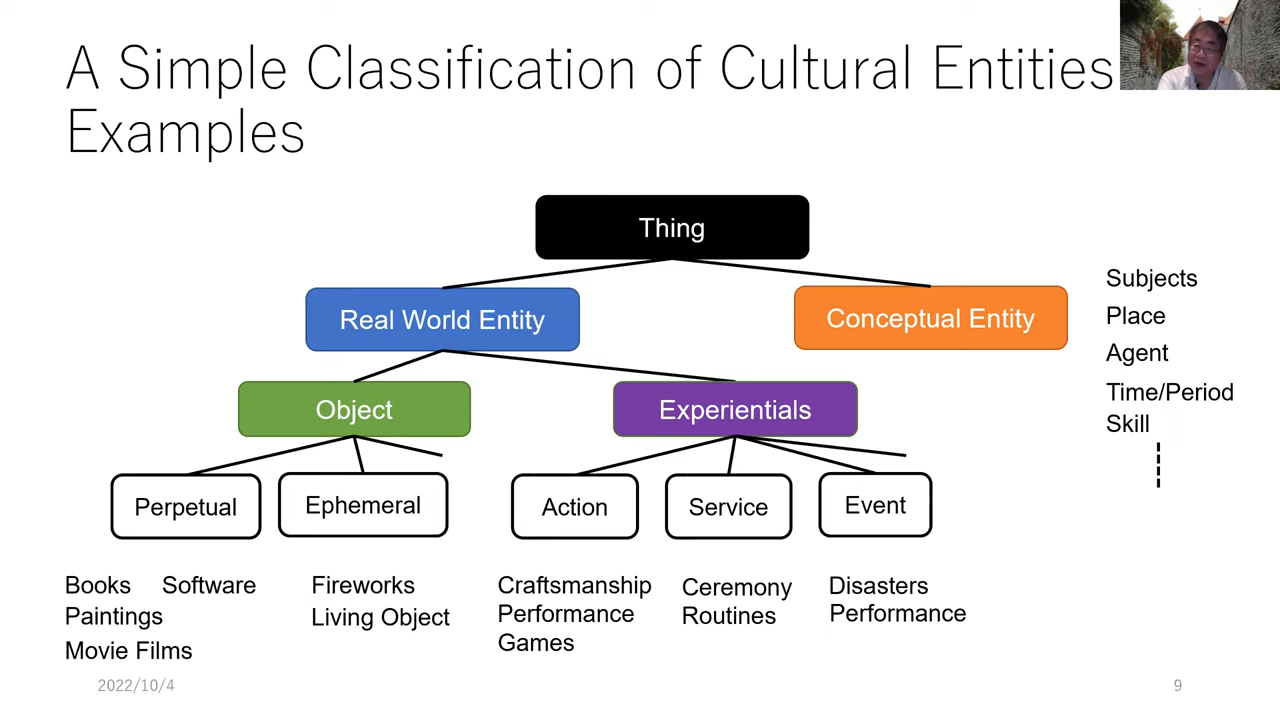 A Simple Classification of Cultural Entities
Examples
Thing
Real World Entity
Conceptual Entity
Subjects
Place
Agent
Time/Period
Skill
Object
Experientials
Perpetual
Ephemeral
Action
Service
Event
Books Software
Paintings
Movie Films
Fireworks
Living Object
Craftsmanship
Performance
Games
Ceremony
Routines
Disasters
Performance
2022/10/4
9